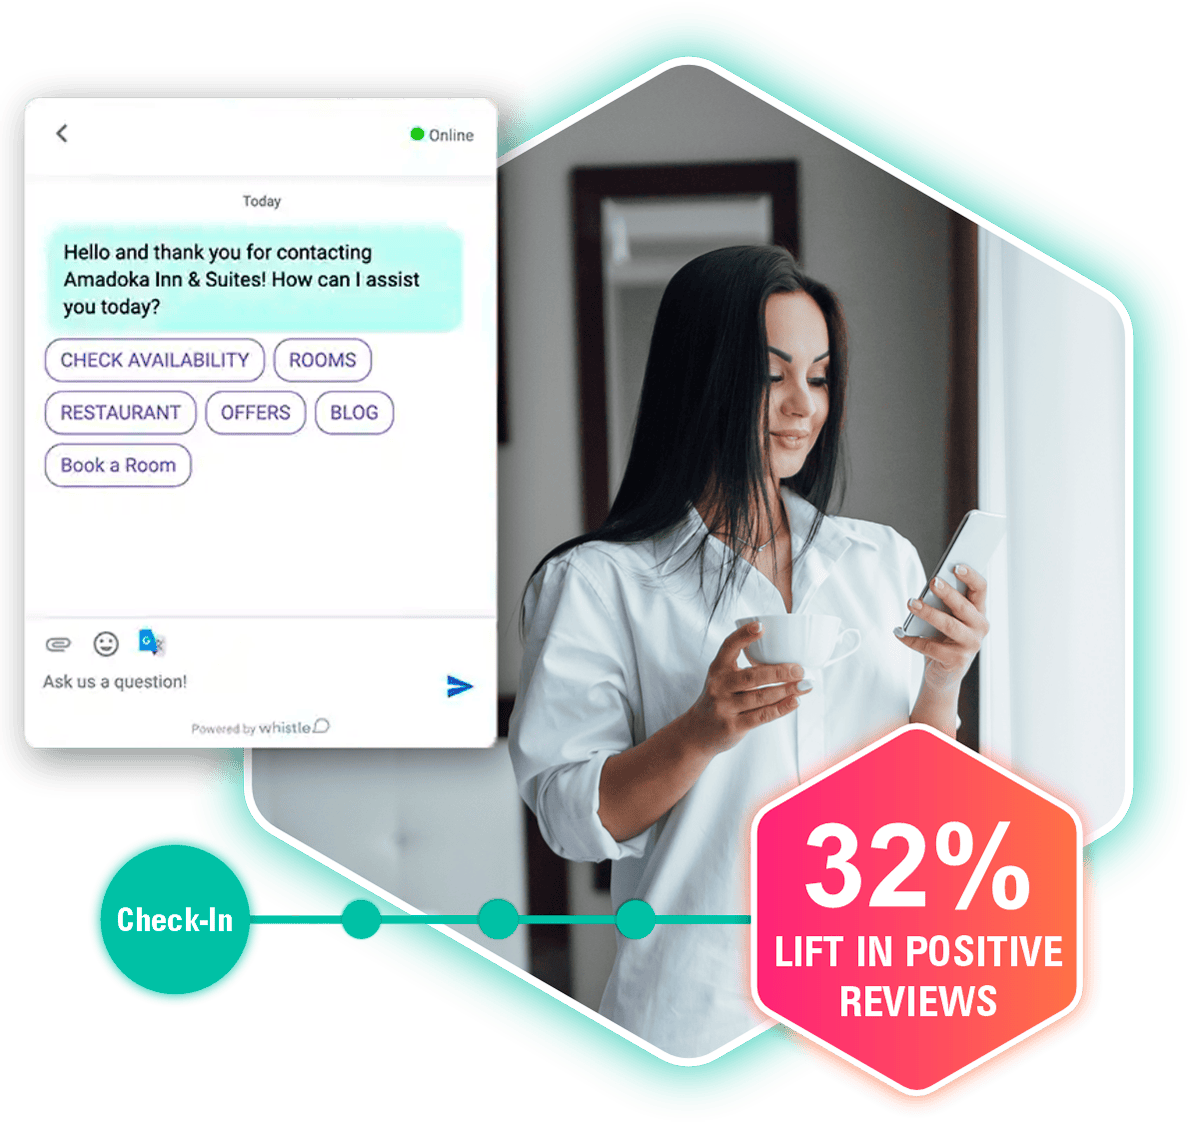 Online
Today
Hello and thank you for contacting
Amadoka Inn & Suites! How can I assist
you today?
CHECK AVAILABILITY
ROOMS
RESTAURANT
OFFERS
BLOG
Book a Room
Ask us a question!
Powered by whistle
Check-In
32%
LIFT IN POSITIVE
REVIEWS